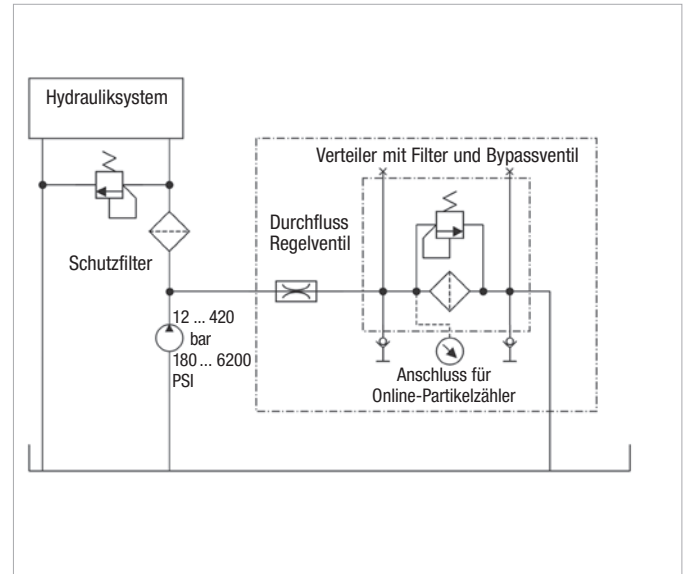 Hydrauliksystem
Verteiler mit Filter und Bypassventil
Durchfluss
Regelventil
Schutzfilter
12 ... 420
bar
180 ... 6200
PSI
Anschluss für
Online-Partikelzähler